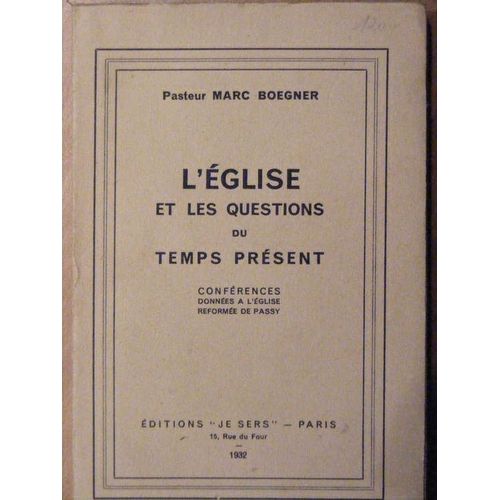 Pasteur MARC BOEGNER
L'ÉGLISE
ET LES QUESTIONS
DU
TEMPS PRÉSENT
CONFÉRENCES
DONNÉES A L'ÉGLISE
REFORMÉE DE PASSY
ÉDITIONS "JE SERS" — PARIS
15, Rue du Four
—
1932